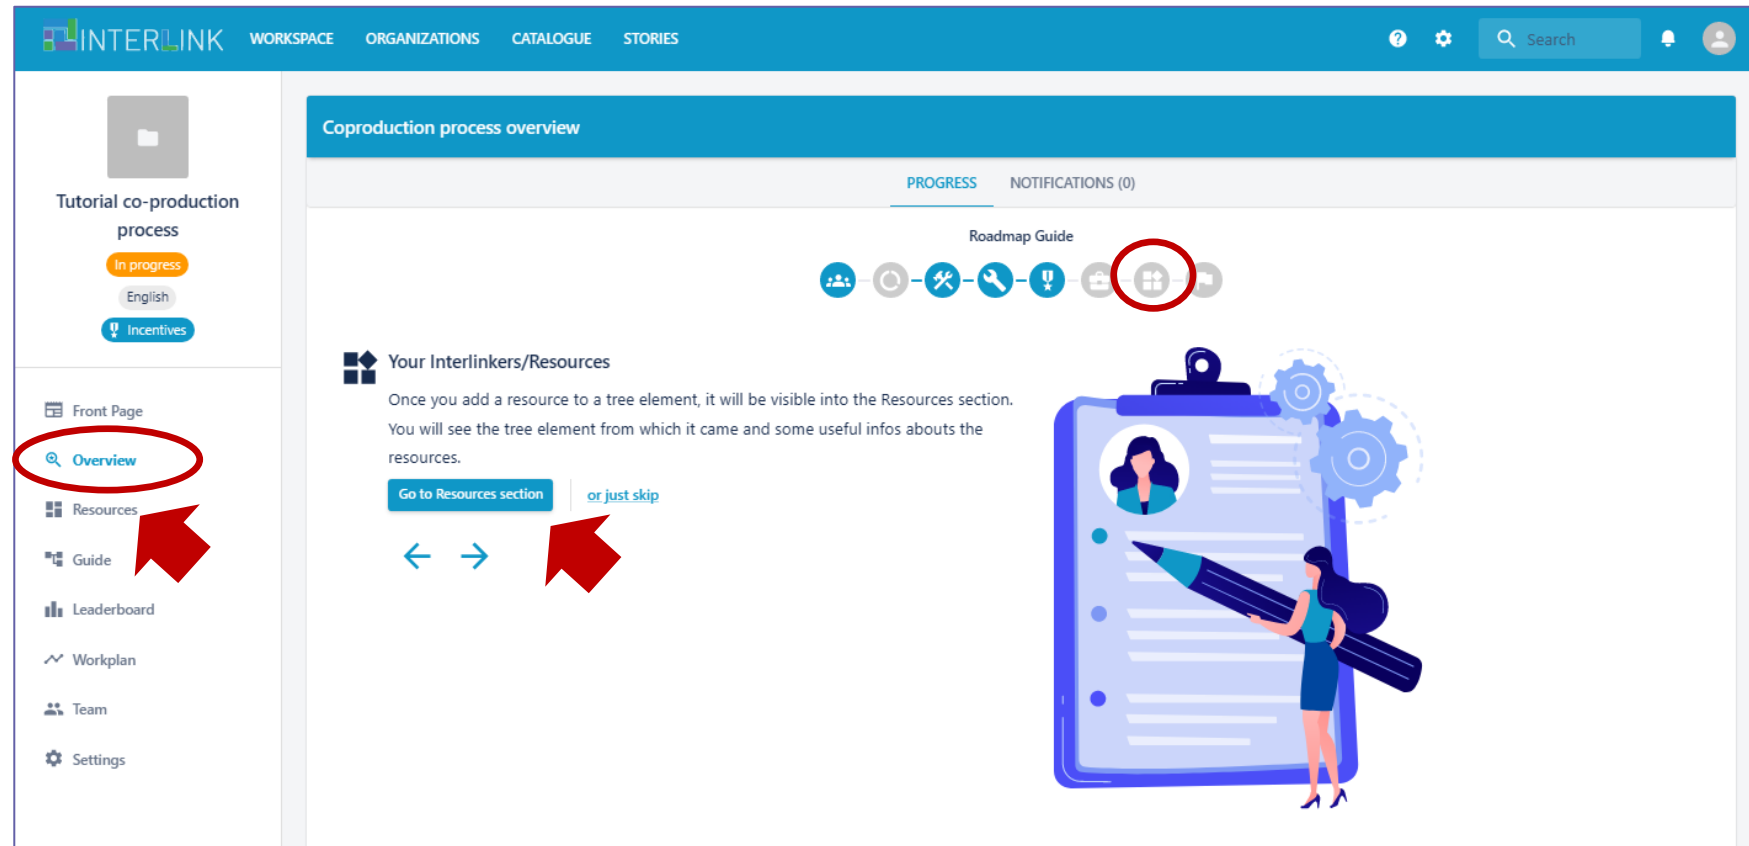 INTERLINK WORKSPACE ORGANIZATIONS CATALOGUE STORIES Search
Tutorial co-production
process
In progress
English
Incentives
Front Page
Overview
Resources
Guide
Leaderboard
Workplan
Team
Settings
Coproduction process overview
PROGRESS NOTIFICATIONS (0)
Roadmap Guide
Your Interlinkers/Resources
Once you add a resource to a tree element, it will be visible into the Resources section.
You will see the tree element from which it came and some useful infos abouts the
resources.
Go to Resources section or just skip